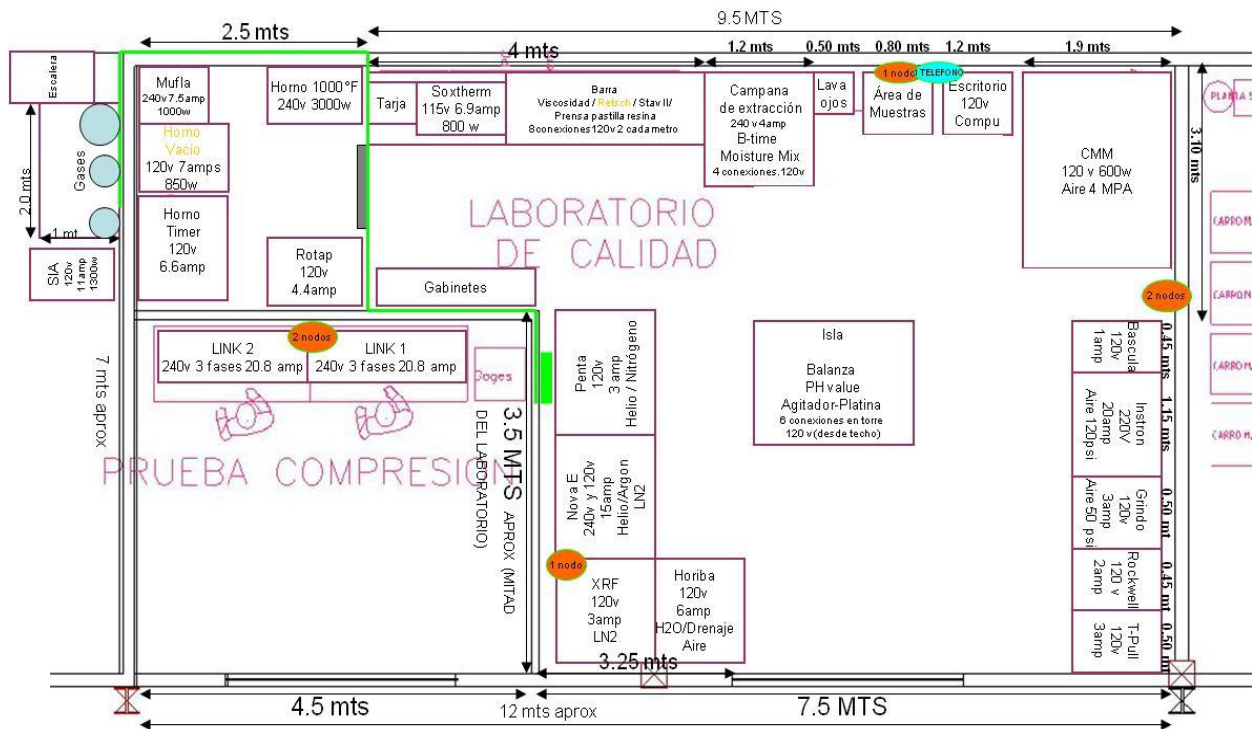 9.5 MTS
2.5 mts
4 mts
1.2 mts
0.50 mts
0.80 mts
1.2 mts
1.9 mts
Escalera
Mufla
240v 7.5amp
1000w
Horno 1000°F
240v 3000w
Tarja
Soxtherm
115v 6.9amp
800 w
Barra
Viscosidad / Retsch / Stav II/
Prensa pastilla resina
8 conexiones 120v 2 cada metro
Campana
de extracción
240 v 4amp
B-time
Moisture Mix
4 conexiones.120v
Lava
ojos
1 nodo
TELEFONO
Área de
Muestras
Escritorio
120v
Compu
CMM
120 v 600w
Aire 4 MPA
3.10 mts
PLANTA S
Gases
2.0 mts
1 mt
Horno
Vacío
120v 7amps
850w
Horno
Timer
120v
6.6amp
Rotap
120v
4.4amp
SIA
120v
11amp
1300w
LABORATORIO
DE CALIDAD
Gabinetes
CARRO M
CARRO M
CARRO M
CARRO M
2 nodos
2 nodos
LINK 2
240v 3 fases 20.8 amp
LINK 1
240v 3 fases 20.8 amp
Goges
7 mts aprox
PRUEBA COMPRESION
3.5 MTS APROX (MITAD
DEL LABORATORIO)
Penta
120v
3 amp
Helio / Nitrógeno
Isla
Balanza
PH value
Agitador-Platina
6 conexiones en torre
120 v (desde techo)
Nova E
240v y 120v
15amp
Helio/Argon
LN2
1 nodo
XRF
120v
3amp
LN2
Horiba
120v
6amp
H2O/Drenaje
Aire
Bascula
120v
1amp
0.45 mts
Instron
220V
20amp
Aire 120psi
1.15 mts
Grindo
120v
3amp
Aire 50 psi
0.50 mt
Rockwell
120 v
2amp
0.45 mt
T-Pull
120v
3amp
0.50 mt
3.25 mts
4.5 mts
12 mts aprox
7.5 MTS